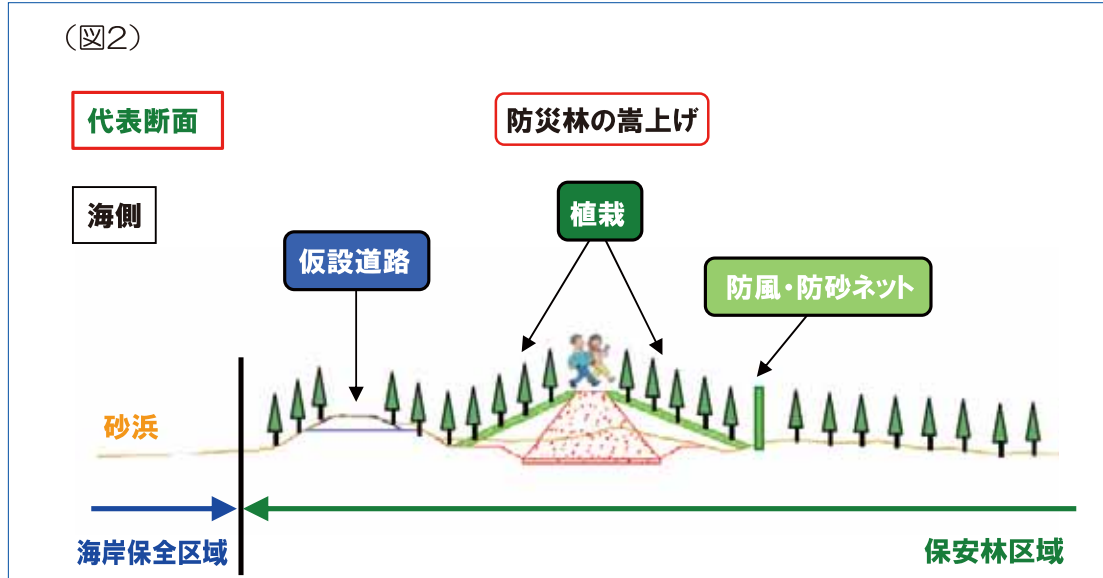 （図2）
代表断面
防災林の嵩上げ
海側
植栽
仮設道路
防風・防砂ネット
砂浜
海岸保全区域
保安林区域